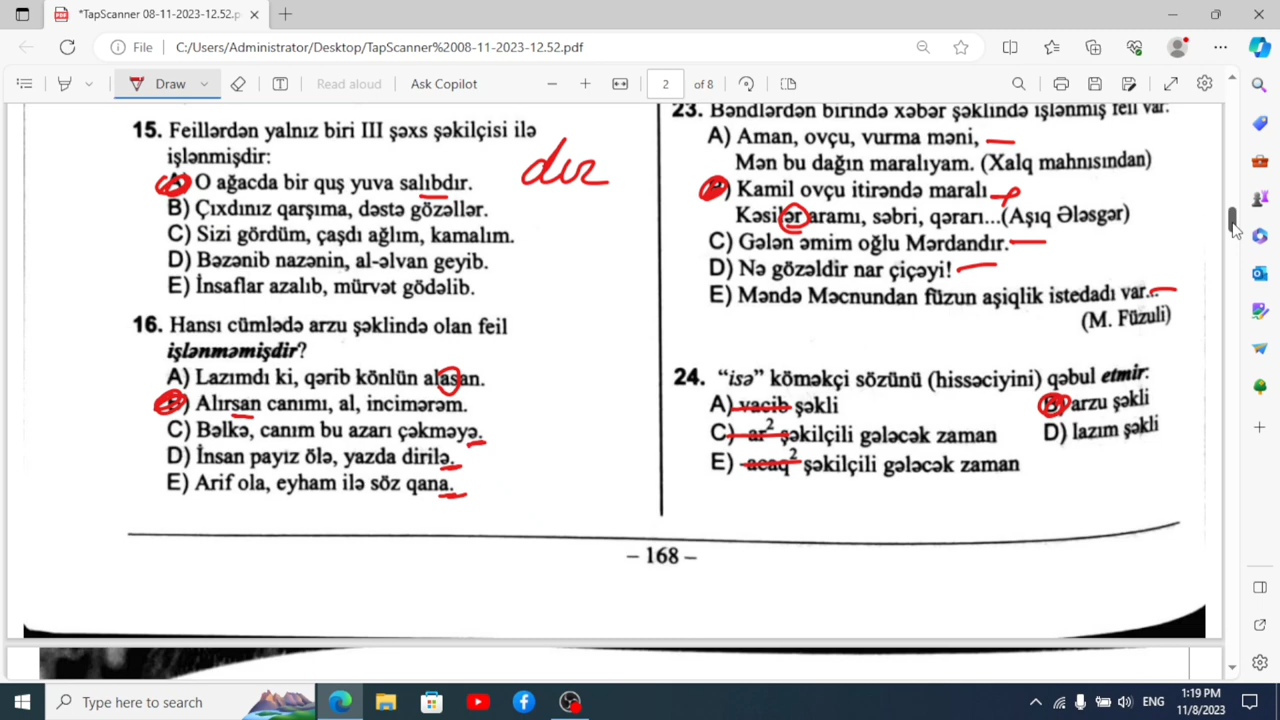 *TapScanner 08-11-2023-12.52.p
File
C:/Users/Administrator/Desktop/TapScanner%2008-11-2023-12.52.pdf
Draw
Read aloud
Ask Copilot
2
of 8
15. Feillərdən yalnız biri III şəxs şəkilçisi ilə
işlənmişdir:
O ağacda bir quş yuva salıbdır.
B) Çıxdınız qarşıma, dəstə gözəllər.
C) Sizi gördüm, çaşdı ağlım, kamalım.
D) Bəzənib nazənin, al-əlvan geyib.
E) İnsaflar azalıb, mürvət gödəlib.
dır
16. Hansı cümlədə arzu şəklində olan feil
işlənməmişdir?
A) Lazımdı ki, qərib könlün alasan.
Alırsan canımı, al, incimərəm.
C) Bəlkə, canım bu azarı çəkməyə.
D) İnsan payız ölə, yazda dirilə.
E) Arif ola, eyham ilə söz qana.
23. Bəndlərdən birində xəbər şəklində işlənmiş feil var:
A) Aman, ovçu, vurma məni,
Mən bu dağın maralıyam. (Xalq mahnısından)
Kamil ovçu itirəndə maralı
Kəsilər aramı, səbri, qərarı...(Aşıq Ələsgər)
C) Gələn əmim oğlu Mərdandır.
D) Nə gözəldir nar çiçəyi!
E) Məndə Məcnundan füzun aşiqlik istedadı var...
(M. Füzuli)
24. “isə” köməkçi sözünü (hissəciyini) qəbul etmir:
A) vacib şəkli
B) arzu şəkli
C) -ar² şəkilçili gələcək zaman
D) lazım şəkli
E) -acaq² şəkilçili gələcək zaman
– 168 –
Type here to search
ENG
1:19 PM
11/8/2023